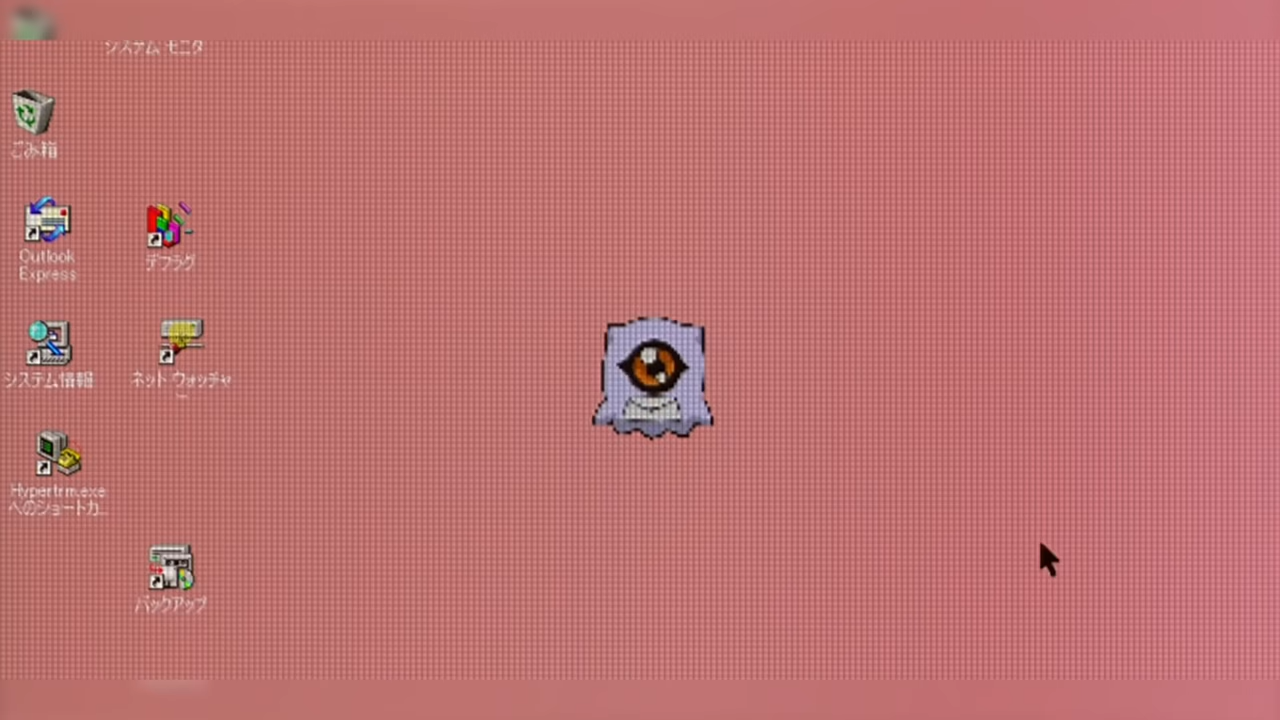 システム モニタ
ごみ箱
Outlook
Express
デフラグ
システム情報
ネット ウォッチャ
ー
Hypertrm.exe
へのショートカ...
バックアップ